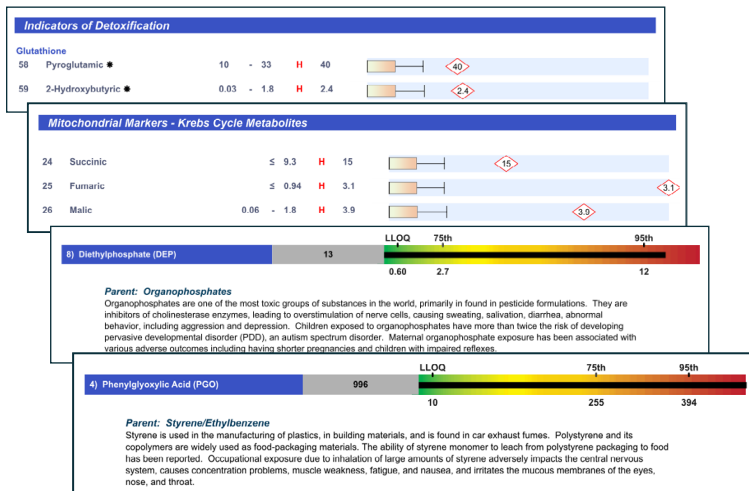 Indicators of Detoxification
Glutathione
58 Pyroglutamic ✱ 10 - 33 H 40 40
59 2-Hydroxybutyric ✱ 0.03 - 1.8 H 2.4 2.4
Mitochondrial Markers - Krebs Cycle Metabolites
24 Succinic ≤ 9.3 H 15 15
25 Fumaric ≤ 0.94 H 3.1 3.1
26 Malic 0.06 - 1.8 H 3.9 3.9
LLOQ 75th 95th
8) Diethylphosphate (DEP) 13
0.60 2.7 12
Parent: Organophosphates
Organophosphates are one of the most toxic groups of substances in the world, primarily in found in pesticide formulations. They are
inhibitors of cholinesterase enzymes, leading to overstimulation of nerve cells, causing sweating, salivation, diarrhea, abnormal
behavior, including aggression and depression. Children exposed to organophosphates have more than twice the risk of developing
pervasive developmental disorder (PDD), an autism spectrum disorder. Maternal organophosphate exposure has been associated with
various adverse outcomes including having shorter pregnancies and children with impaired reflexes.
LLOQ 75th 95th
4) Phenylglyoxylic Acid (PGO) 996
10 255 394
Parent: Styrene/Ethylbenzene
Styrene is used in the manufacturing of plastics, in building materials, and is found in car exhaust fumes. Polystyrene and its
copolymers are widely used as food-packaging materials. The ability of styrene monomer to leach from polystyrene packaging to food
has been reported. Occupational exposure due to inhalation of large amounts of styrene adversely impacts the central nervous
system, causes concentration problems, muscle weakness, fatigue, and nausea, and irritates the mucous membranes of the eyes,
nose, and throat.